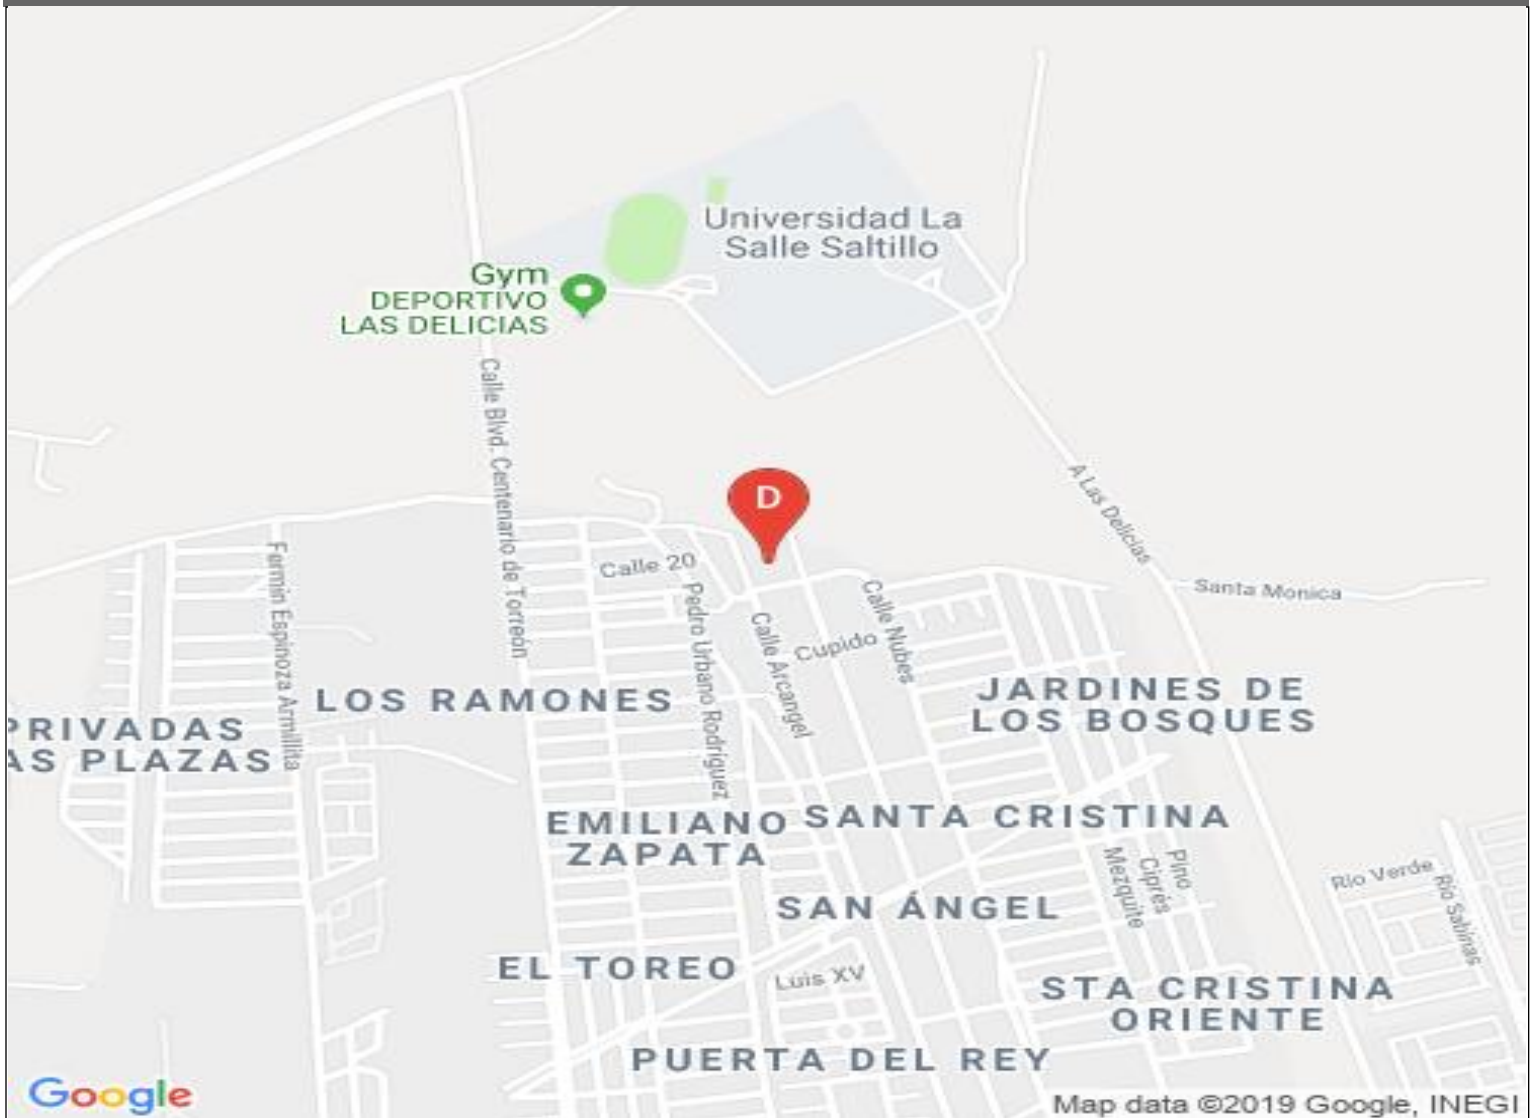 Universidad La
Salle Saltillo
Gym
DEPORTIVO
LAS DELICIAS
Calle Blvd. Centenario de Torreón
D
A Las Delicias
Fermin Espinoza Armillita
Calle 20
Pedro Urbano Rodríguez
Calle Arcangel
Cupido
Calle Nubes
Santa Monica
LOS RAMONES
JARDINES DE
LOS BOSQUES
PRIVADAS
AS PLAZAS
EMILIANO
ZAPATA
SANTA CRISTINA
Mezquite
Ciprés
Pino
Rio Verde
Río Sabinas
SAN ÁNGEL
EL TOREO
Luis XV
STA CRISTINA
ORIENTE
PUERTA DEL REY
Google
Map data ©2019 Google, INEGI